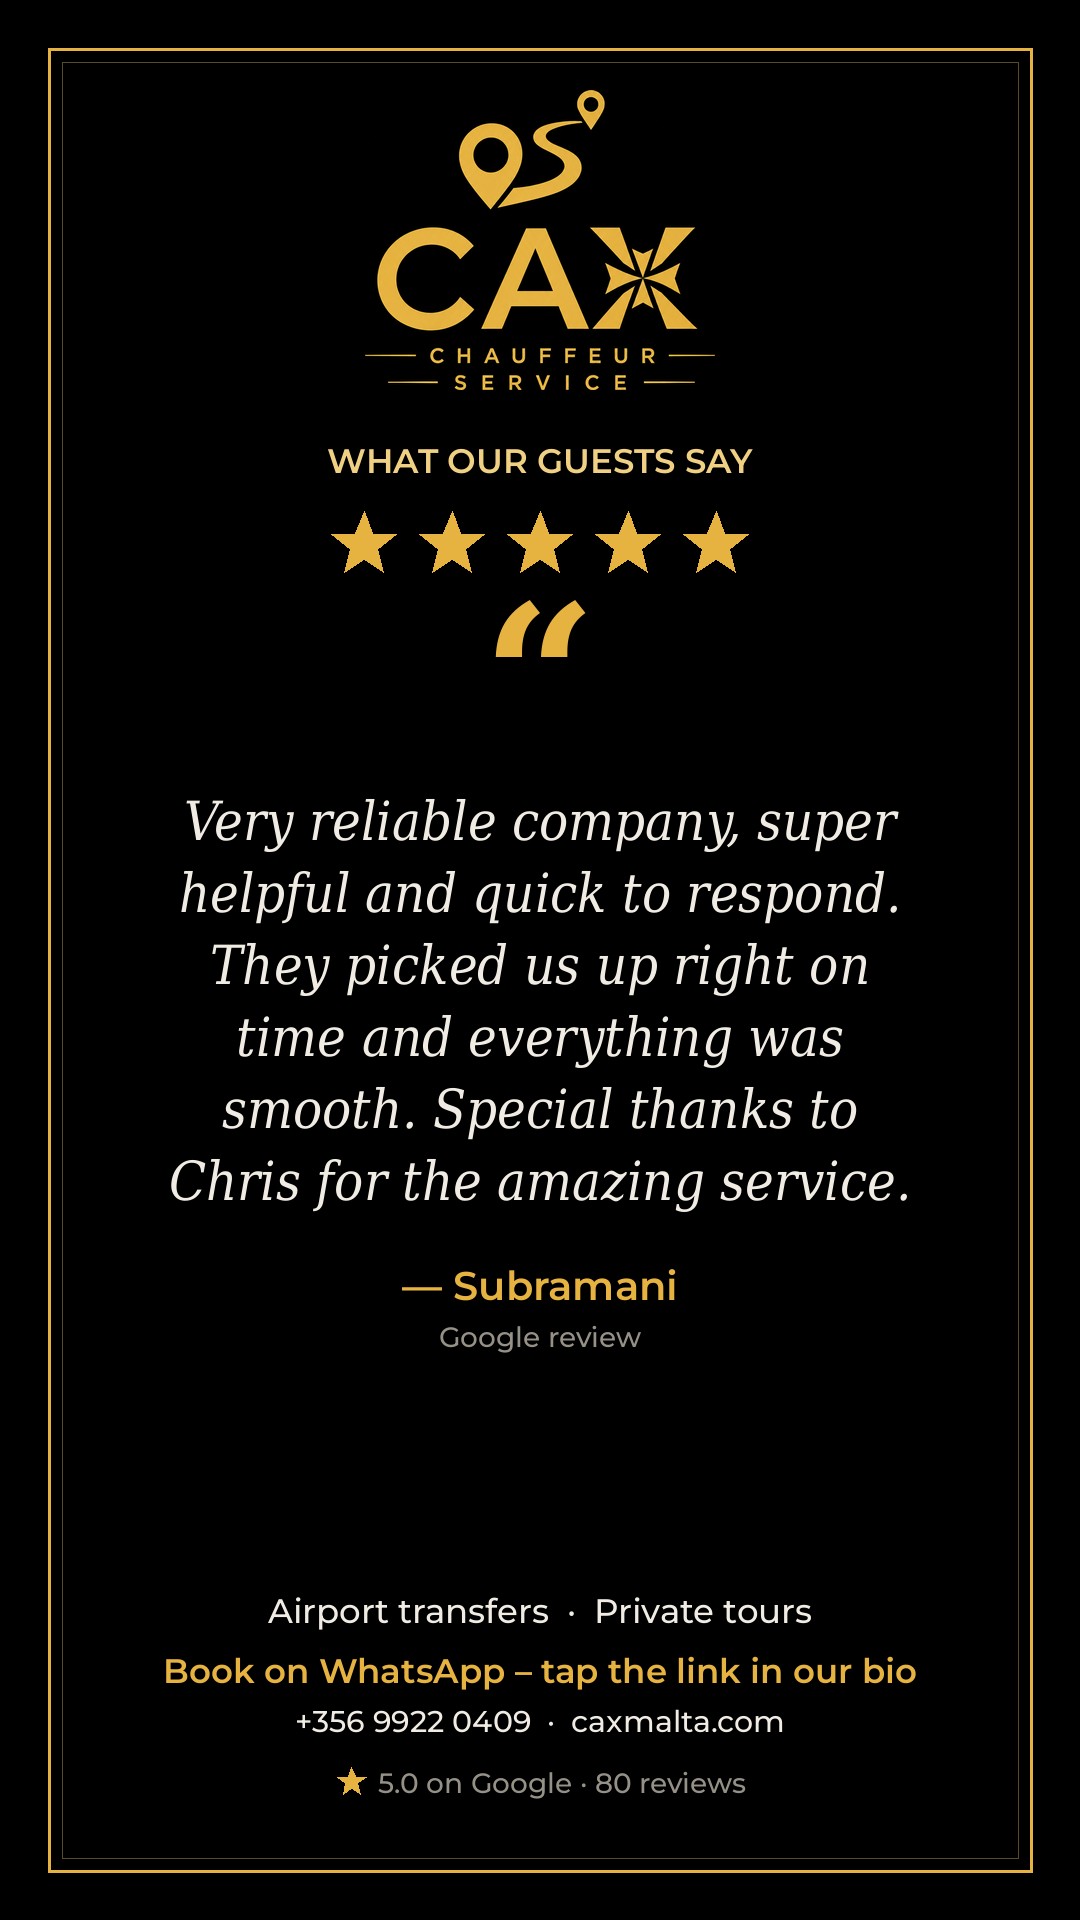 CAX
CHAUFFEUR
SERVICE
WHAT OUR GUESTS SAY
“
Very reliable company, super
helpful and quick to respond.
They picked us up right on
time and everything was
smooth. Special thanks to
Chris for the amazing service.
— Subramani
Google review
Airport transfers · Private tours
Book on WhatsApp – tap the link in our bio
+356 9922 0409 · caxmalta.com
5.0 on Google · 80 reviews